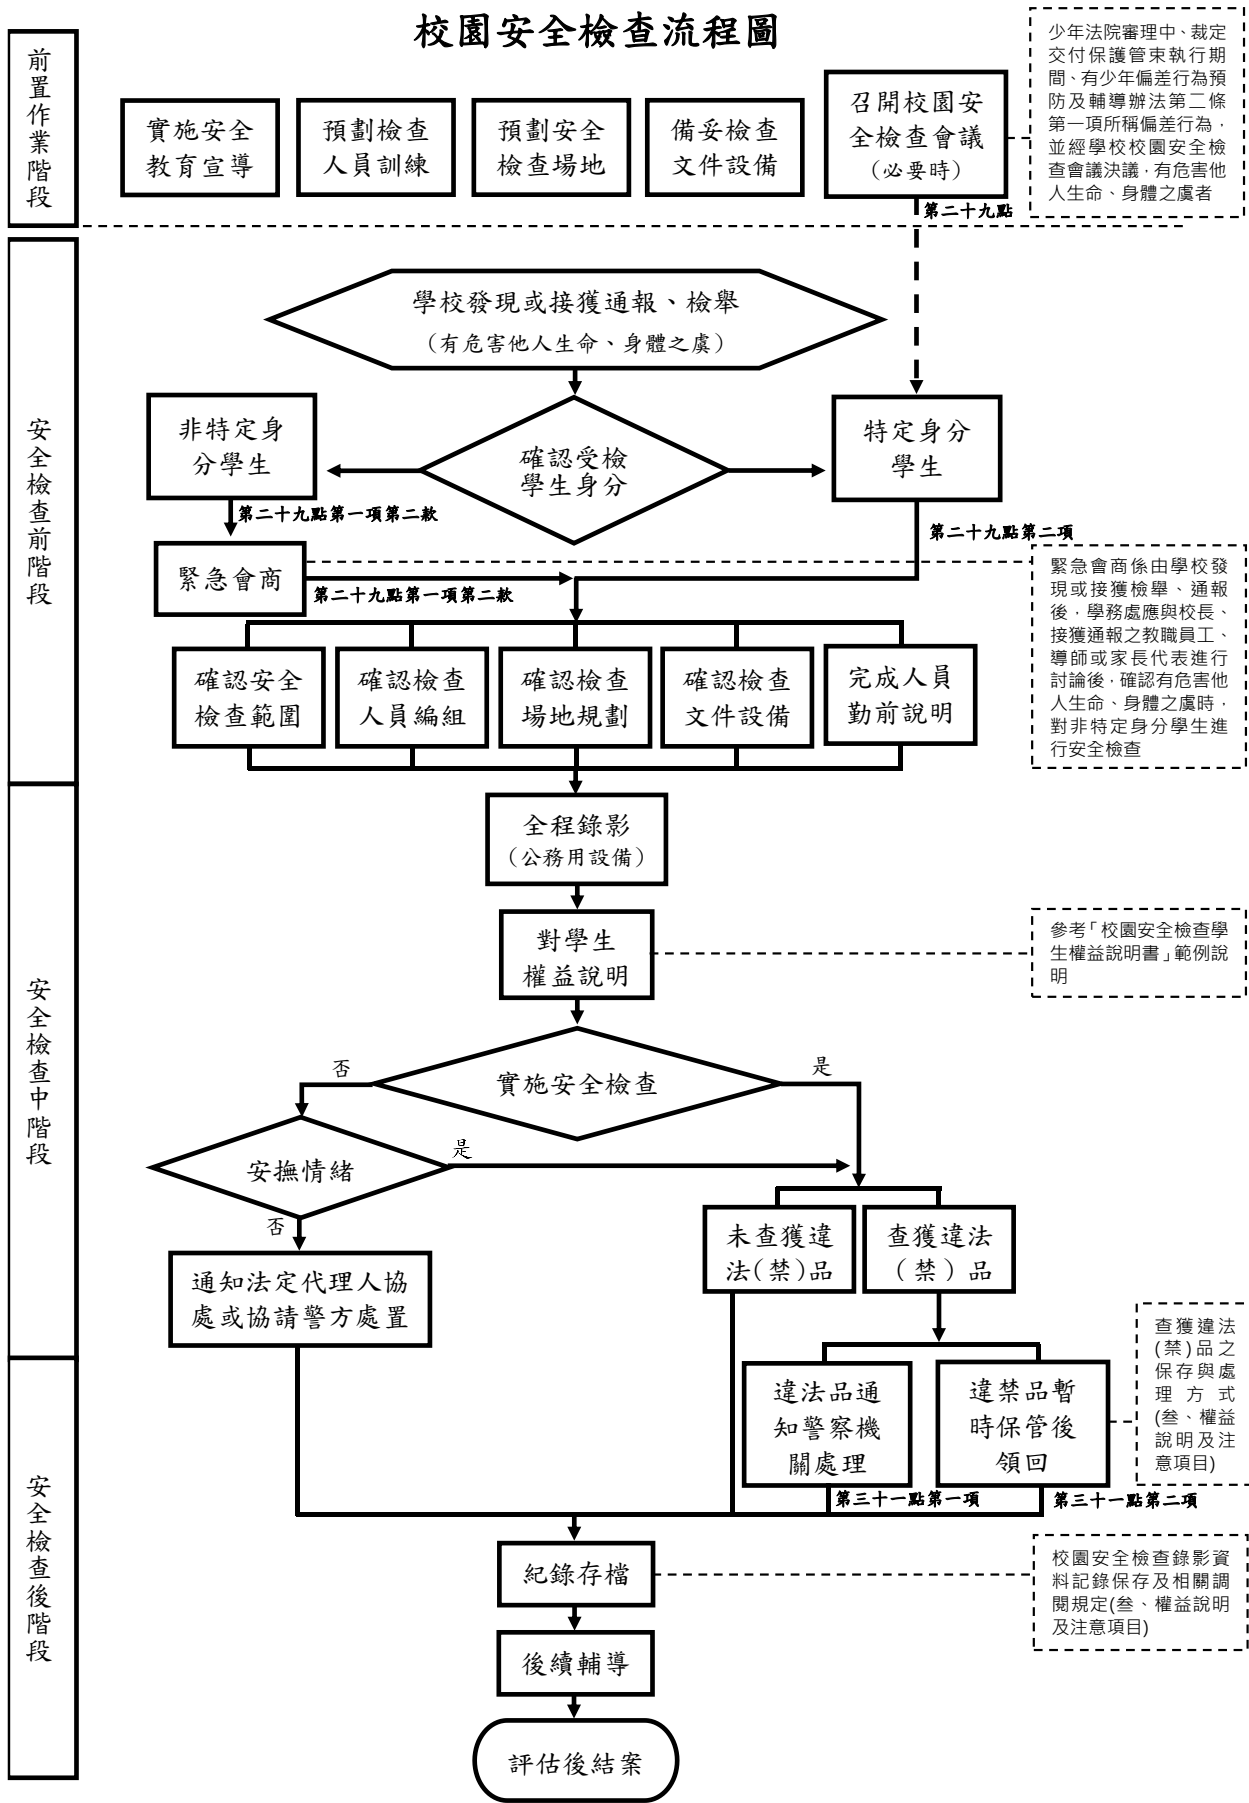 校園安全檢查流程圖
前置作業階段
實施安全
教育宣導
預劃檢查
人員訓練
預劃安全
檢查場地
備妥檢查
文件設備
召開校園安
全檢查會議
(必要時)
第二十九點
少年法院審理中、裁定
交付保護管束執行期
間、有少年偏差行為預
防及輔導辦法第二條
第一項所稱偏差行為，
並經學校校園安全檢
查會議決議，有危害他
人生命、身體之虞者
安全檢查前階段
學校發現或接獲通報、檢舉
(有危害他人生命、身體之虞)
非特定身
分學生
確認受檢
學生身分
特定身分
學生
第二十九點第一項第二款
第二十九點第二項
緊急會商
第二十九點第一項第二款
緊急會商係由學校發
現或接獲檢舉、通報
後，學務處應與校長、
接獲通報之教職員工、
導師或家長代表進行
討論後，確認有危害他
人生命、身體之虞時，
對非特定身分學生進
行安全檢查
確認安全
檢查範圍
確認檢查
人員編組
確認檢查
場地規劃
確認檢查
文件設備
完成人員
勤前說明
安全檢查中階段
全程錄影
(公務用設備)
對學生
權益說明
參考「校園安全檢查學
生權益說明書」範例說
明
實施安全檢查
否
是
安撫情緒
是
否
通知法定代理人協
處或協請警方處置
未查獲違
法(禁)品
查獲違法
(禁)品
查獲違法
(禁)品之
保存與處
理方式
(叁、權益
說明及注
意項目)
安全檢查後階段
違法品通
知警察機
關處理
違禁品暫
時保管後
領回
第三十一點第一項
第三十一點第二項
紀錄存檔
校園安全檢查錄影資
料記錄保存及相關調
閱規定(叁、權益說明
及注意項目)
後續輔導
評估後結案